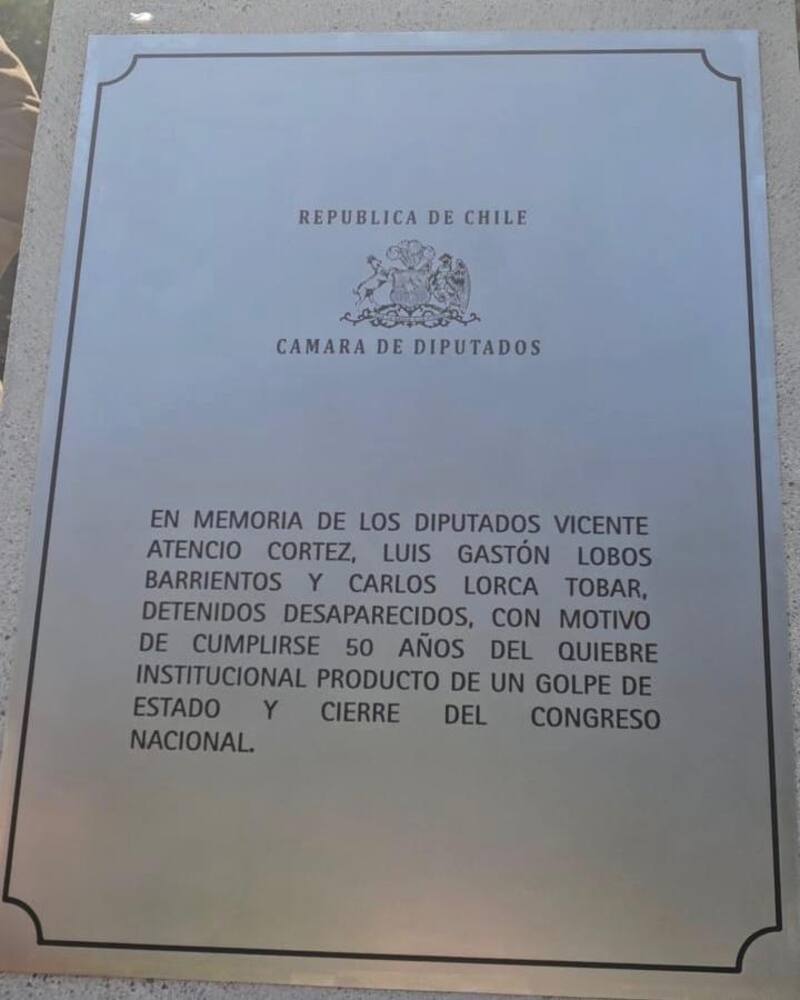 REPUBLICA DE CHILE
CAMARA DE DIPUTADOS
EN MEMORIA DE LOS DIPUTADOS VICENTE
ATENCIO CORTEZ, LUIS GASTÓN LOBOS
BARRIENTOS Y CARLOS LORCA TOBAR,
DETENIDOS DESAPARECIDOS, CON MOTIVO
DE CUMPLIRSE 50 AÑOS DEL QUIEBRE
INSTITUCIONAL PRODUCTO DE UN GOLPE DE
ESTADO Y CIERRE DEL CONGRESO
NACIONAL.